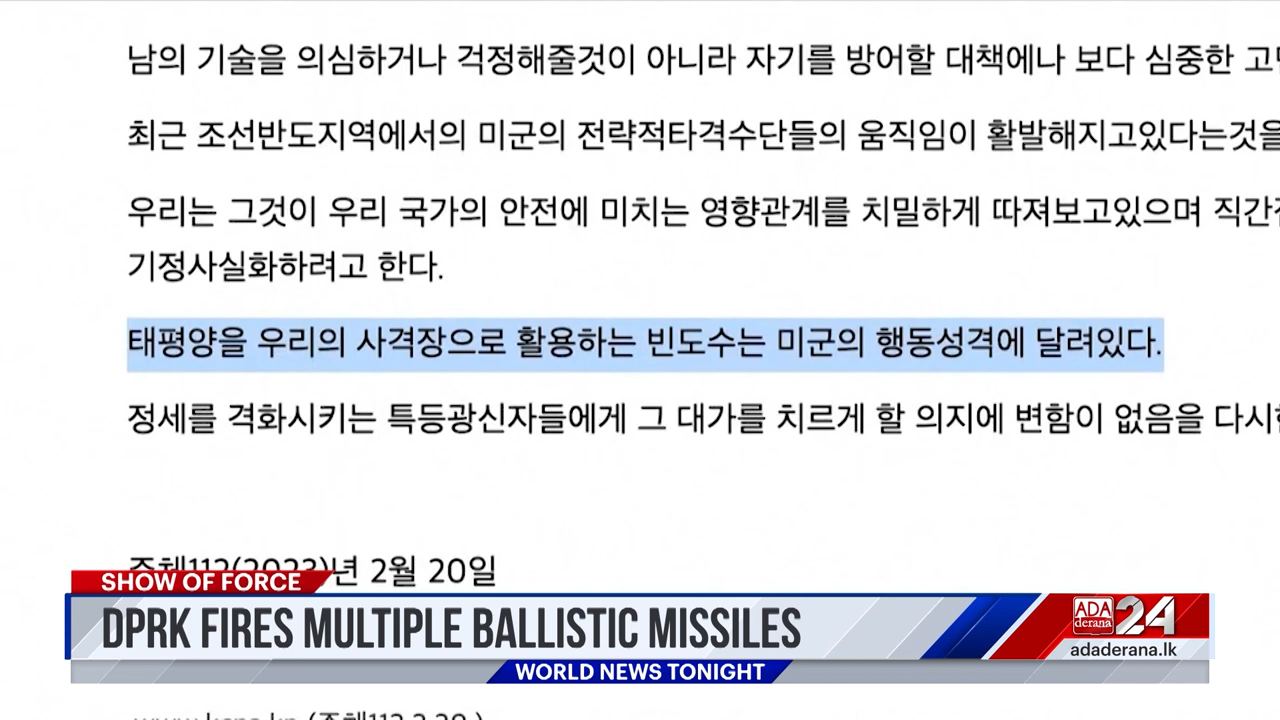 남의 기술을 의심하거나 걱정해줄것이 아니라 자기를 방어할 대책에나 보다 심중한
최근 조선반도지역에서의 미군의 전략적타격수단들의 움직임이 활발해지고있다는것을
우리는 그것이 우리 국가의 안전에 미치는 영향관계를 치밀하게 따져보고있으며
기정사실화하려고 한다.
태평양을 우리의 사격장으로 활용하는 빈도수는 미군의 행동성격에 달려있다.
정세를 격화시키는 특등광신자들에게 그 대가를 치르게 할 의지에 변함이 없음을
주체112(2023)년 2월 20일
SHOW OF FORCE
DPRK FIRES MULTIPLE BALLISTIC MISSILES
ADA derana 24
adaderana.lk
WORLD NEWS TONIGHT